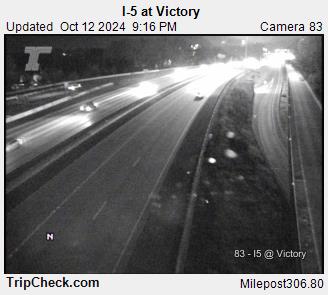 I-5 at Victory
Updated Oct 12 2024 9:16 PM Camera 83
T
N
83 - I5 @ Victory
TripCheck.com Milepost306.80